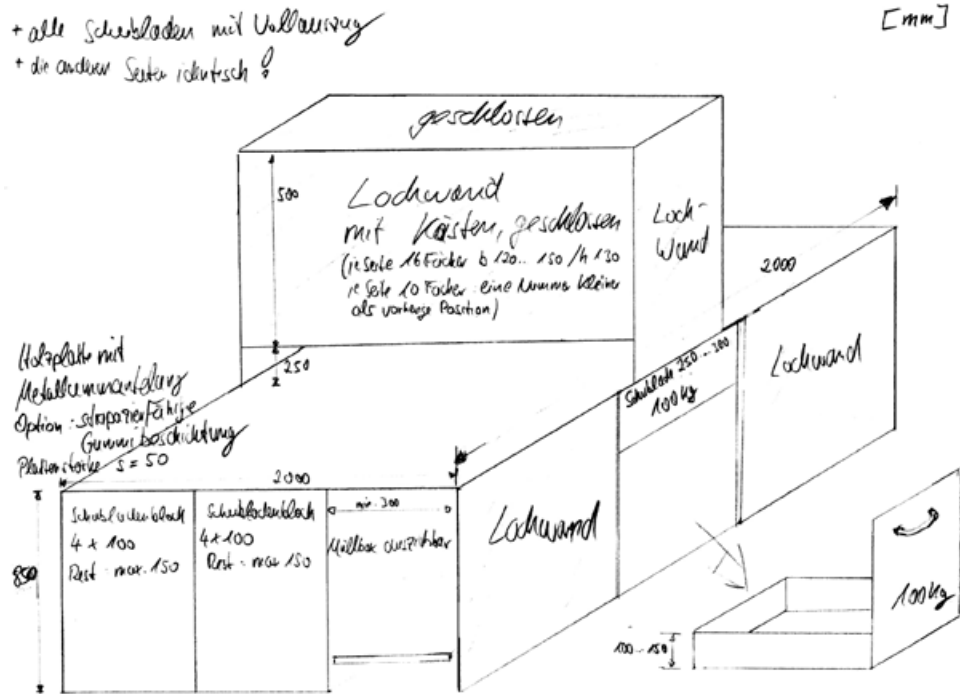 + alle Schubladen mit Vollauszug
+ die anderen Seiten identisch !
[mm]
geschlossen
500
Lochwand
mit Kästen, geschlossen
(je Seite 16 Fächer b 120.. 150 / h 130
je Seite 10 Fächer eine Nummer kleiner
als vorherige Position)
Loch-
Wand
2000
250
Holzplatte mit
Metallummantelung
Option: strapazierfähige
Gummibeschichtung
Plattenstärke s = 50
2000
Schublade 250 ... 300
100 kg
Lochwand
850
Schubladenblock
4 x 100
Rest - max. 150
Schubladenblock
4 x 100
Rest - max 150
min. 300
Müllbox ausziehbar
Lochwand
100 kg
100 - 150